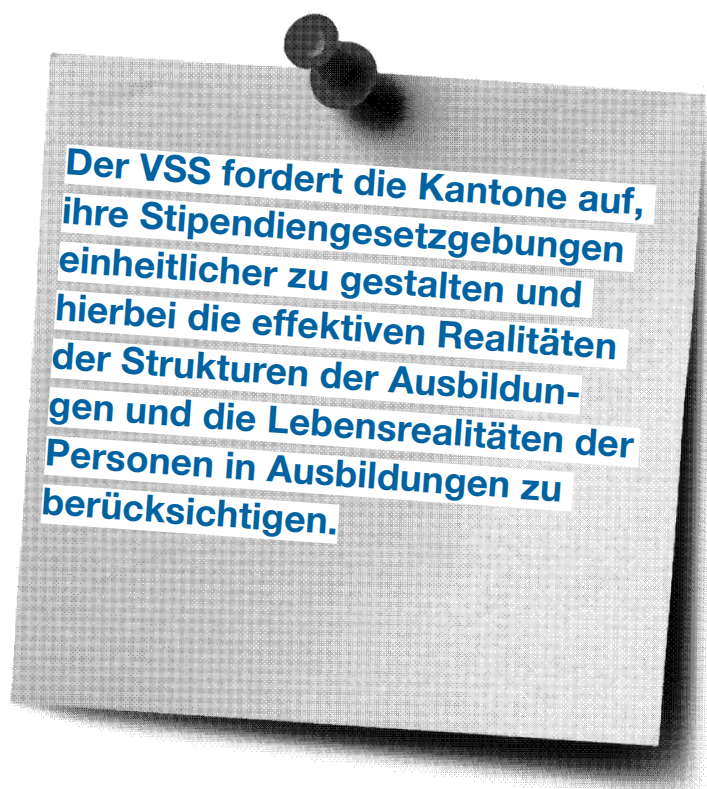 Der VSS fordert die Kantone auf,
ihre Stipendiengesetzgebungen
einheitlicher zu gestalten und
hierbei die effektiven Realitäten
der Strukturen der Ausbildun-
gen und die Lebensrealitäten der
Personen in Ausbildungen zu
berücksichtigen.